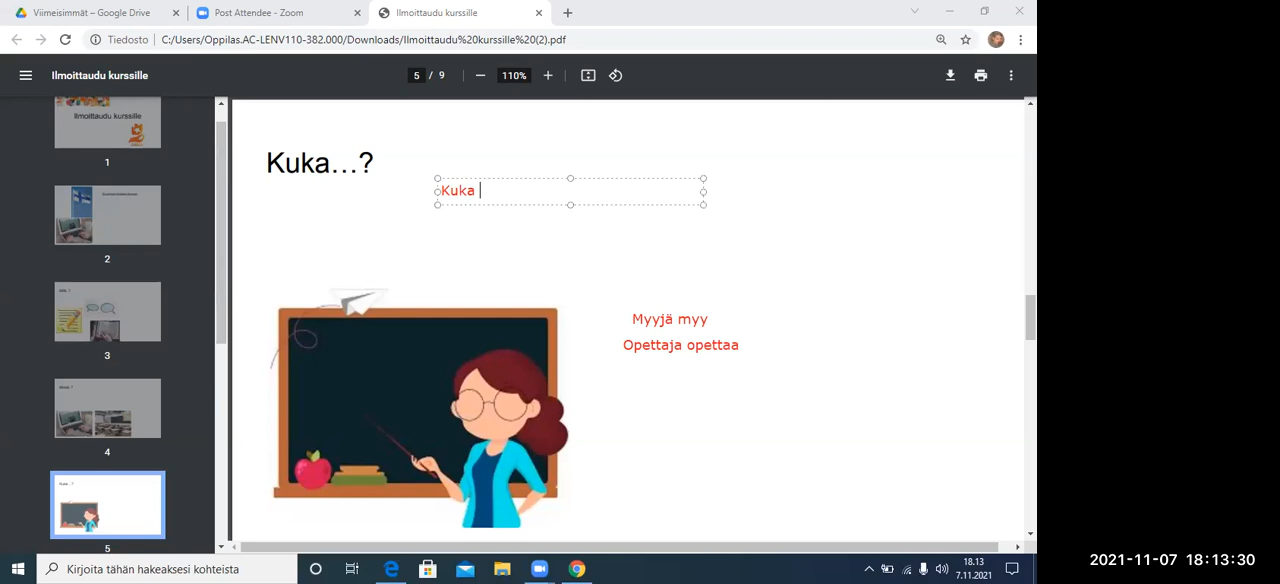 Viimeisimmät – Google Drive
Post Attendee - Zoom
Ilmoittaudu kurssille
Tiedosto
C:/Users/Oppilas.AC-LENV110-382.000/Downloads/Ilmoittaudu%20kurssille%20(2).pdf
Ilmoittaudu kurssille
5 / 9
110%
Ilmoittaudu kurssille
1
2
3
4
Kuka...?
5
Kuka…?
Kuka
Myyjä myy
Opettaja opettaa
Kirjoita tähän hakeaksesi kohteista
18.13
7.11.2021
2021-11-07 18:13:30